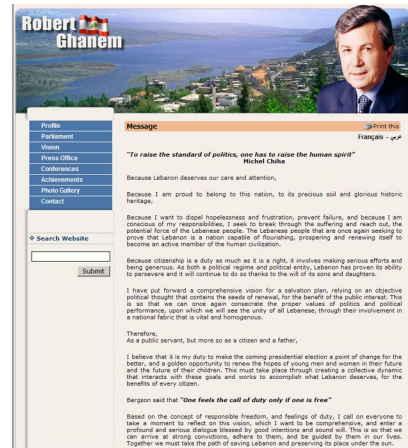 Robert
Ghanem
Profile
Parliament
Vision
Press Office
Conferences
Achievements
Photo Gallery
Contact
Search Website
Submit
Message
Print this
Français - عربي
"To raise the standard of politics, one has to raise the human spirit"
Michel Chiha
Because Lebanon deserves our care and attention,
Because I am proud to belong to this nation, to its precious soil and glorious historic
heritage,
Because I want to dispel hopelessness and frustration, prevent failure, and because I am
conscious of my responsibilities, I seek to break through the suffering and reach out, the
potential force of the Lebanese people. The Lebanese people that are once again seeking to
prove that Lebanon is a nation capable of flourishing, prospering and renewing itself to
become an active member of the human civilization.
Because citizenship is a duty as much as it is a right, it involves making serious efforts and
being generous. As both a political regime and political entity, Lebanon has proven its ability
to persevere and it will continue to do so thanks to the will of its sons and daughters.
I have put forward a comprehensive vision for a salvation plan, relying on an objective
political thought that contains the seeds of renewal, for the benefit of the public interest. This
is so that we can once again consecrate the proper values of politics and political
performance, upon which we will see the unity of all Lebanese, through their involvement in
a national fabric that is vital and homogenous.
Therefore,
As a public servant, but more so as a citizen and a father,
I believe that it is my duty to make the coming presidential election a point of change for the
better, and a golden opportunity to renew the hopes of young men and women in their future
and the future of their children. This must take place through creating a collective dynamic
that interacts with these goals and works to accomplish what Lebanon deserves, for the
benefits of every citizen.
Bergson said that "One feels the call of duty only if one is free"
Based on the concept of responsible freedom, and feelings of duty, I call on everyone to
take a moment to reflect on this vision, which I want to be comprehensive, and enter a
profound and serious dialogue blessed by good intentions and sound will. This is so that we
can arrive at strong convictions, adhere to them, and be guided by them in our lives.
Together we must take the path of saving Lebanon and preserving its place under the sun.